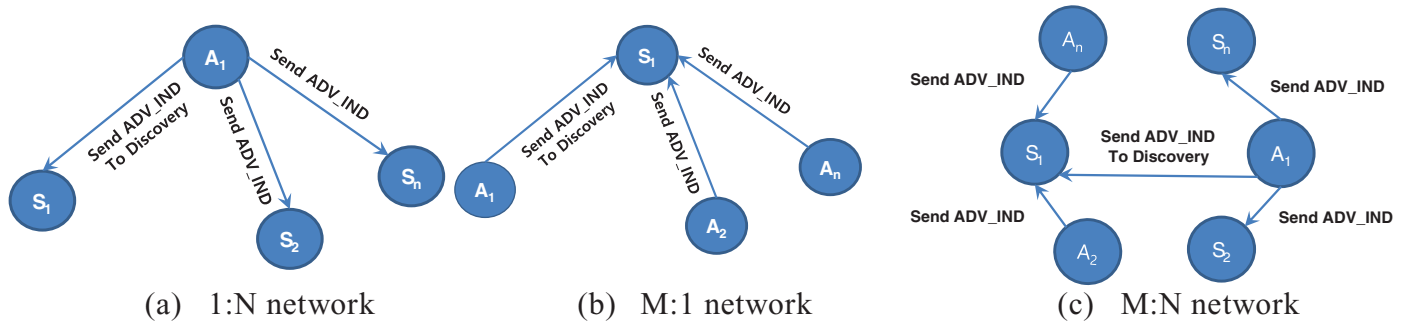 A1
Send ADV_IND
To Discovery
Send ADV_IND
Send ADV_IND
S1
S2
Sn
(a) 1:N network
S1
Send ADV_IND
To Discovery
Send ADV_IND
Send ADV_IND
A1
A2
An
(b) M:1 network
An
Sn
Send ADV_IND
Send ADV_IND
S1
Send ADV_IND
To Discovery
A1
Send ADV_IND
Send ADV_IND
A2
S2
(c) M:N network